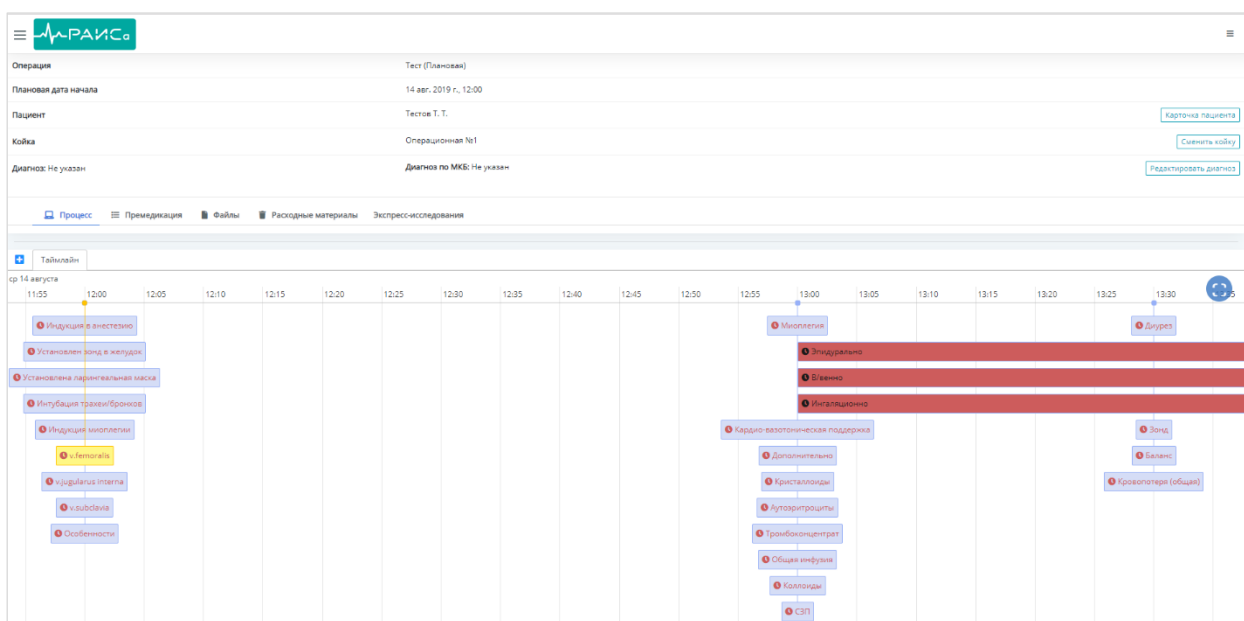 РАИСа
Операция Тест (Плановая)
Плановая дата начала 14 авг. 2019 г., 12:00
Пациент Тестов Т. Т. Карточка пациента
Койка Операционная №1 Сменить койку
Диагноз: Не указан Диагноз по МКБ: Не указан Редактировать диагноз
Процесс Премедикация Файлы Расходные материалы Экспресс-исследования
Таймлайн
ср 14 августа
11:55 12:00 12:05 12:10 12:15 12:20 12:25 12:30 12:35 12:40 12:45 12:50 12:55 13:00 13:05 13:10 13:15 13:20 13:25 13:30
Индукция в анестезию Миоплегия Диурез
Установлен зонд в желудок Эпидурально
Установлена ларингеальная маска В/венно
Интубация трахеи/бронхов Ингаляционно
Индукция миоплегии Кардио-вазотоническая поддержка Зонд
v.femoralis Дополнительно Баланс
v.jugularus interna Кристаллоиды Кровопотеря (общая)
v.subclavia Аутоэритроциты
Особенности Тромбоконцентрат
Общая инфузия
Коллоиды
СЗП